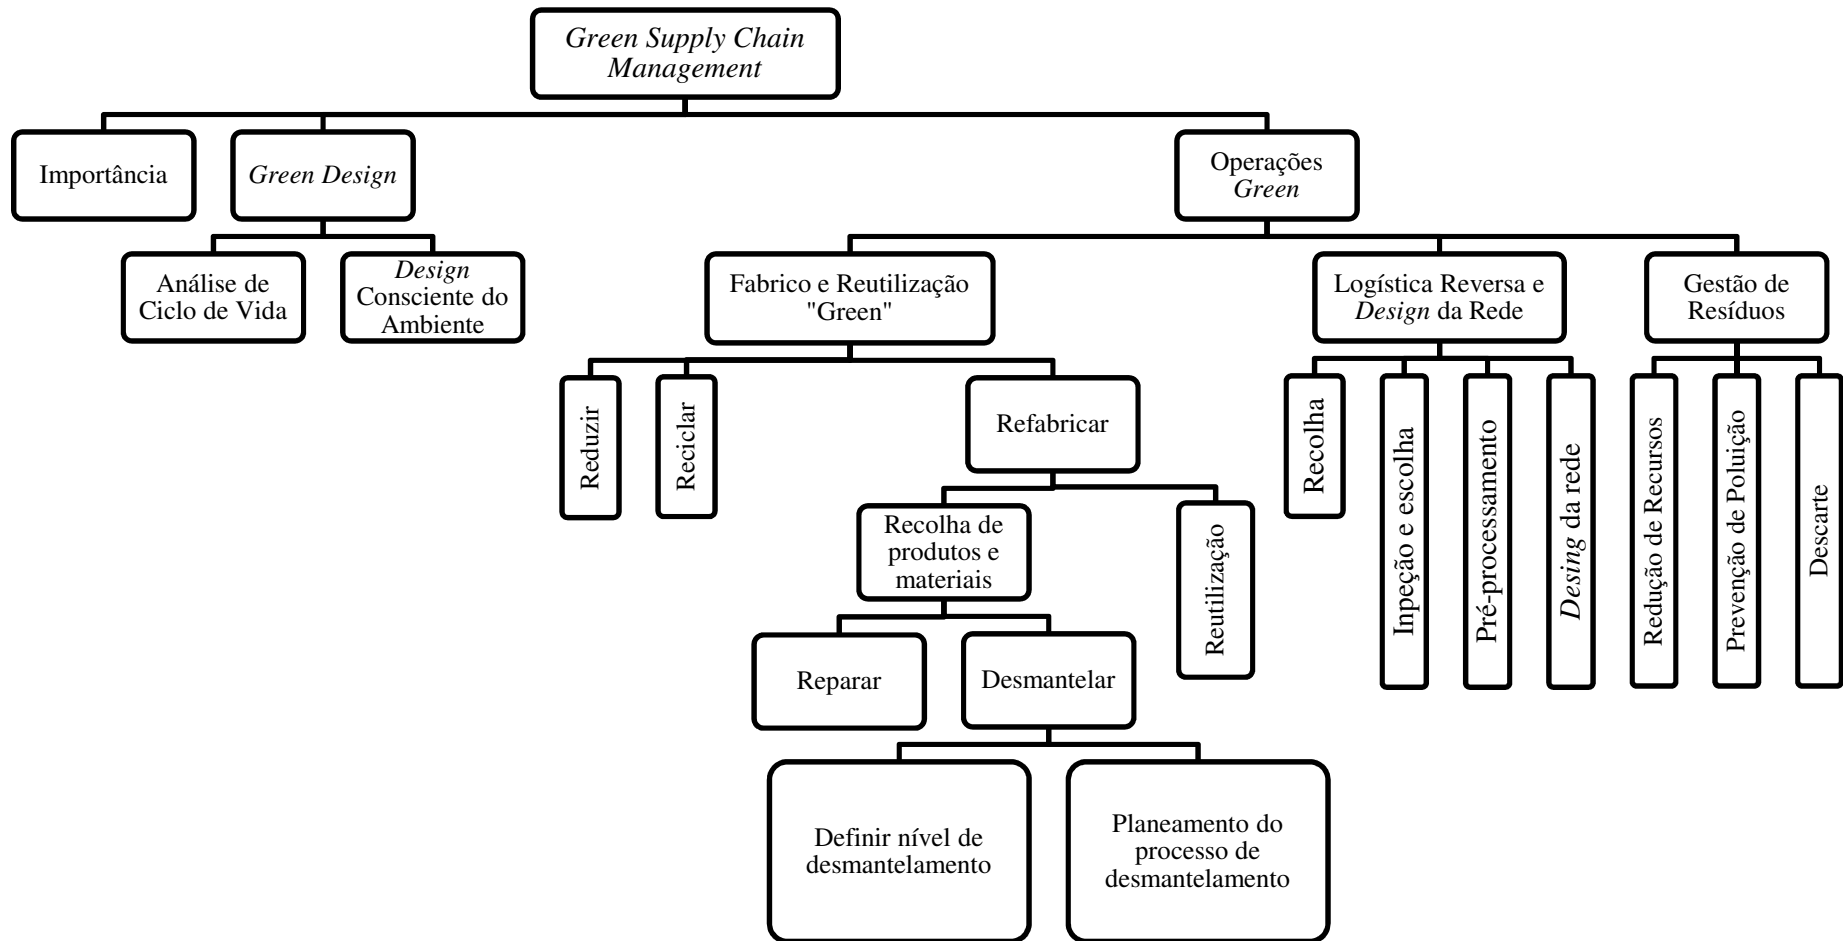 Green Supply Chain
Management
Importância
Green Design
Operações
Green
Análise de
Ciclo de Vida
Design
Consciente do
Ambiente
Fabrico e Reutilização
"Green"
Logística Reversa e
Design da Rede
Gestão de
Resíduos
Reduzir
Reciclar
Refabricar
Recolha
Inpeção e escolha
Pré-processamento
Desing da rede
Redução de Recursos
Prevenção de Poluição
Descarte
Recolha de
produtos e
materiais
Reutilização
Reparar
Desmantelar
Definir nível de
desmantelamento
Planeamento do
processo de
desmantelamento